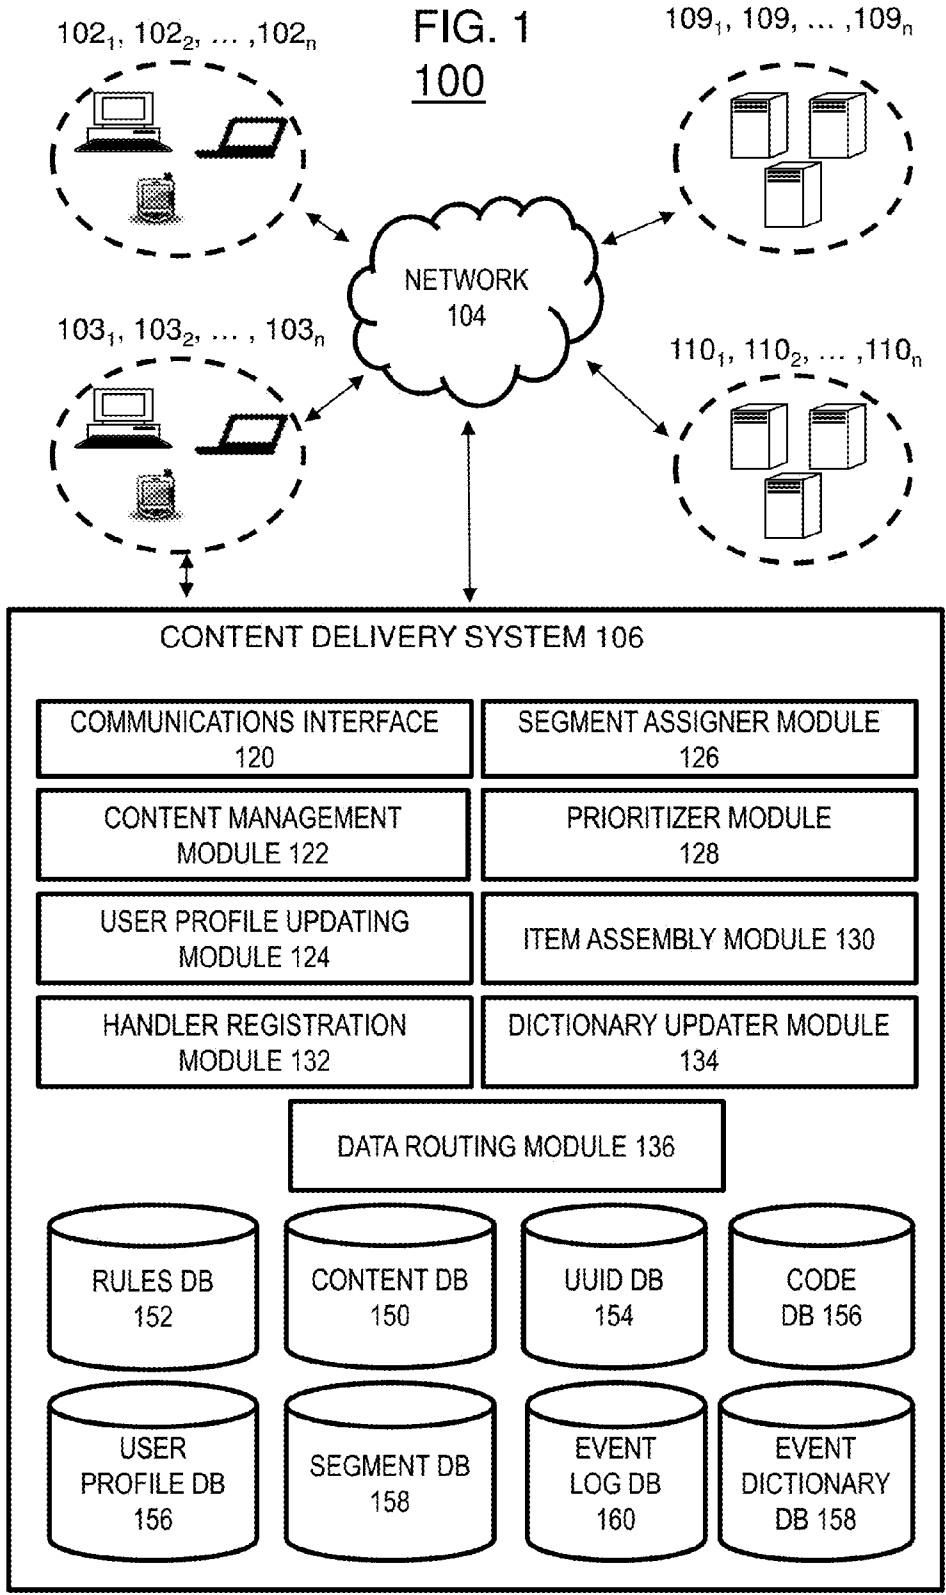 FIG. 1
100
102₁, 102₂, ... ,102ₙ
109₁, 109, ... ,109ₙ
NETWORK
104
103₁, 103₂, ... , 103ₙ
110₁, 110₂, ... ,110ₙ
CONTENT DELIVERY SYSTEM 106
COMMUNICATIONS INTERFACE
120
SEGMENT ASSIGNER MODULE
126
CONTENT MANAGEMENT
MODULE 122
PRIORITIZER MODULE
128
USER PROFILE UPDATING
MODULE 124
ITEM ASSEMBLY MODULE 130
HANDLER REGISTRATION
MODULE 132
DICTIONARY UPDATER MODULE
134
DATA ROUTING MODULE 136
RULES DB
152
CONTENT DB
150
UUID DB
154
CODE
DB 156
USER
PROFILE DB
156
SEGMENT DB
158
EVENT
LOG DB
160
EVENT
DICTIONARY
DB 158